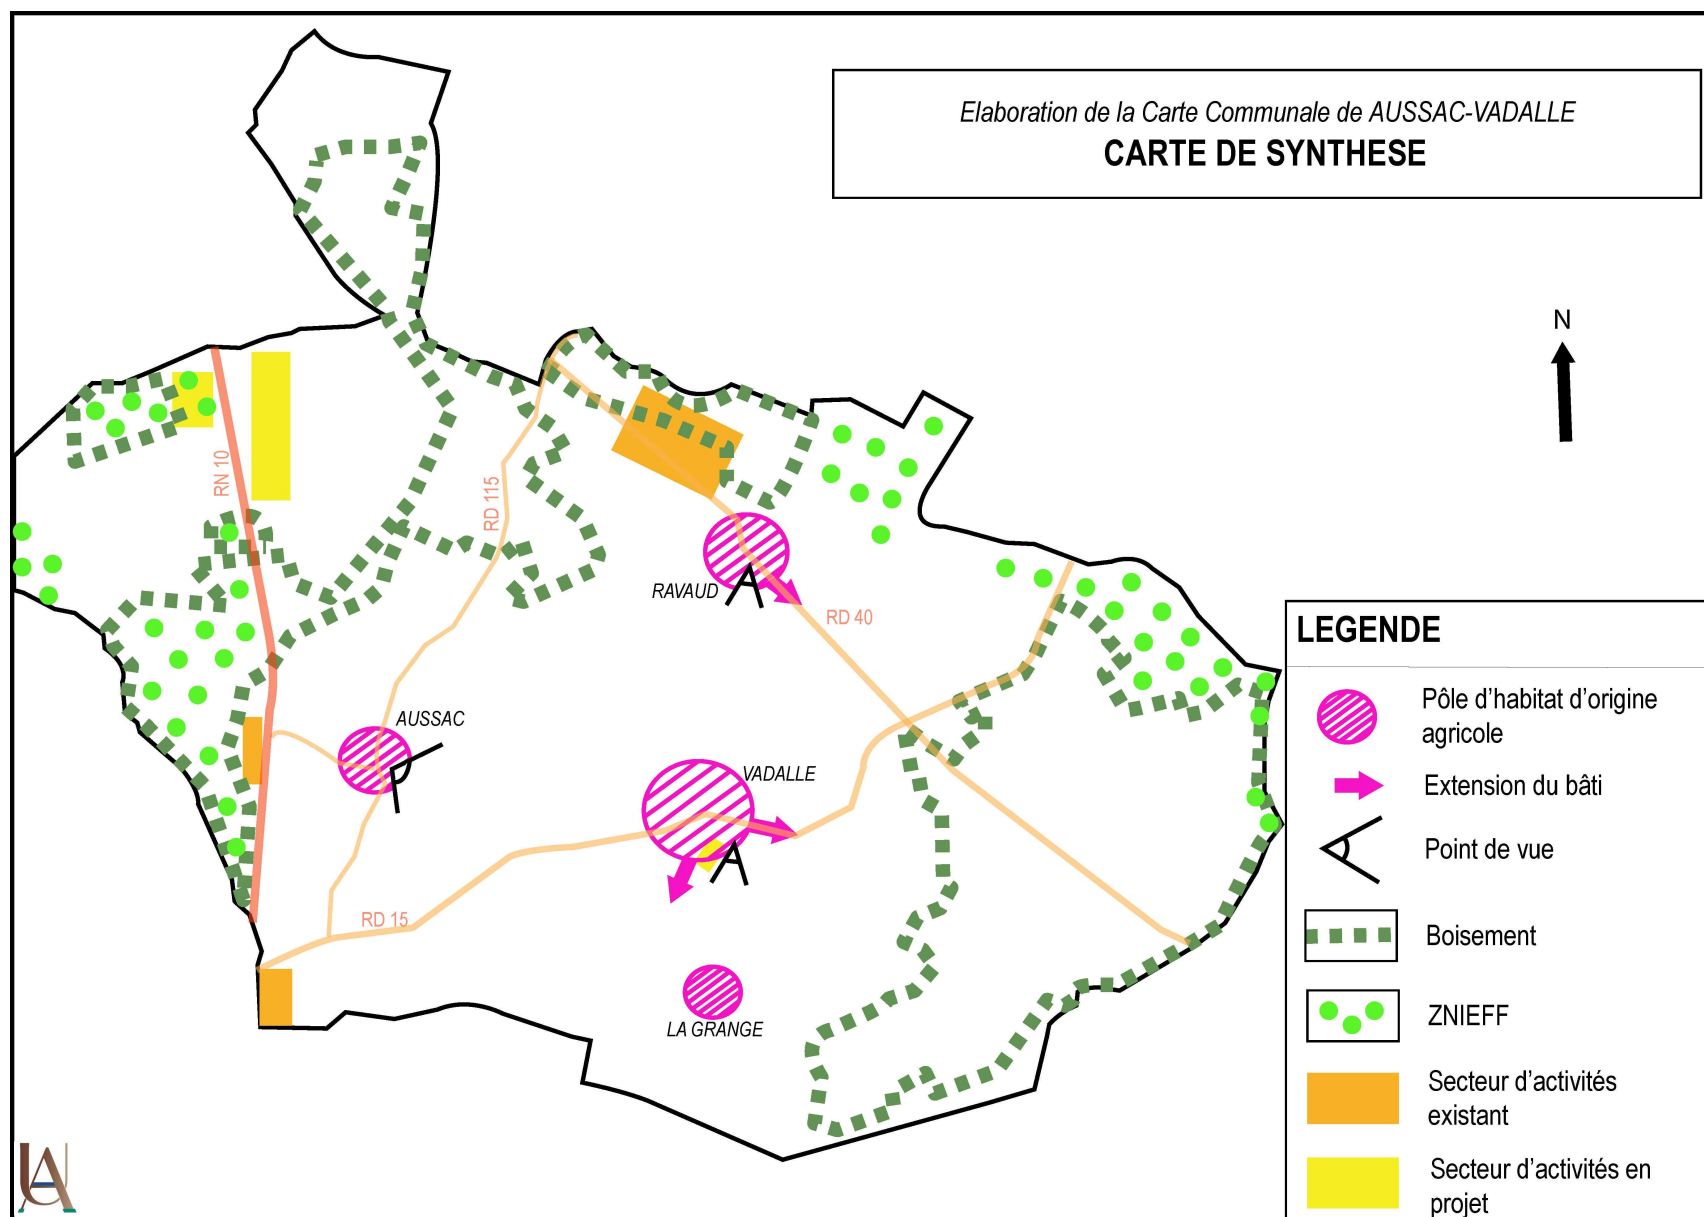 Elaboration de la Carte Communale de AUSSAC-VADALLE
CARTE DE SYNTHESE
N
RN 10
RD 115
RAVAUD
RD 40
AUSSAC
VADALLE
RD 15
LA GRANGE
LEGENDE
Pôle d'habitat d'origine
agricole
Extension du bâti
Point de vue
Boisement
ZNIEFF
Secteur d'activités
existant
Secteur d'activités en
projet
UA